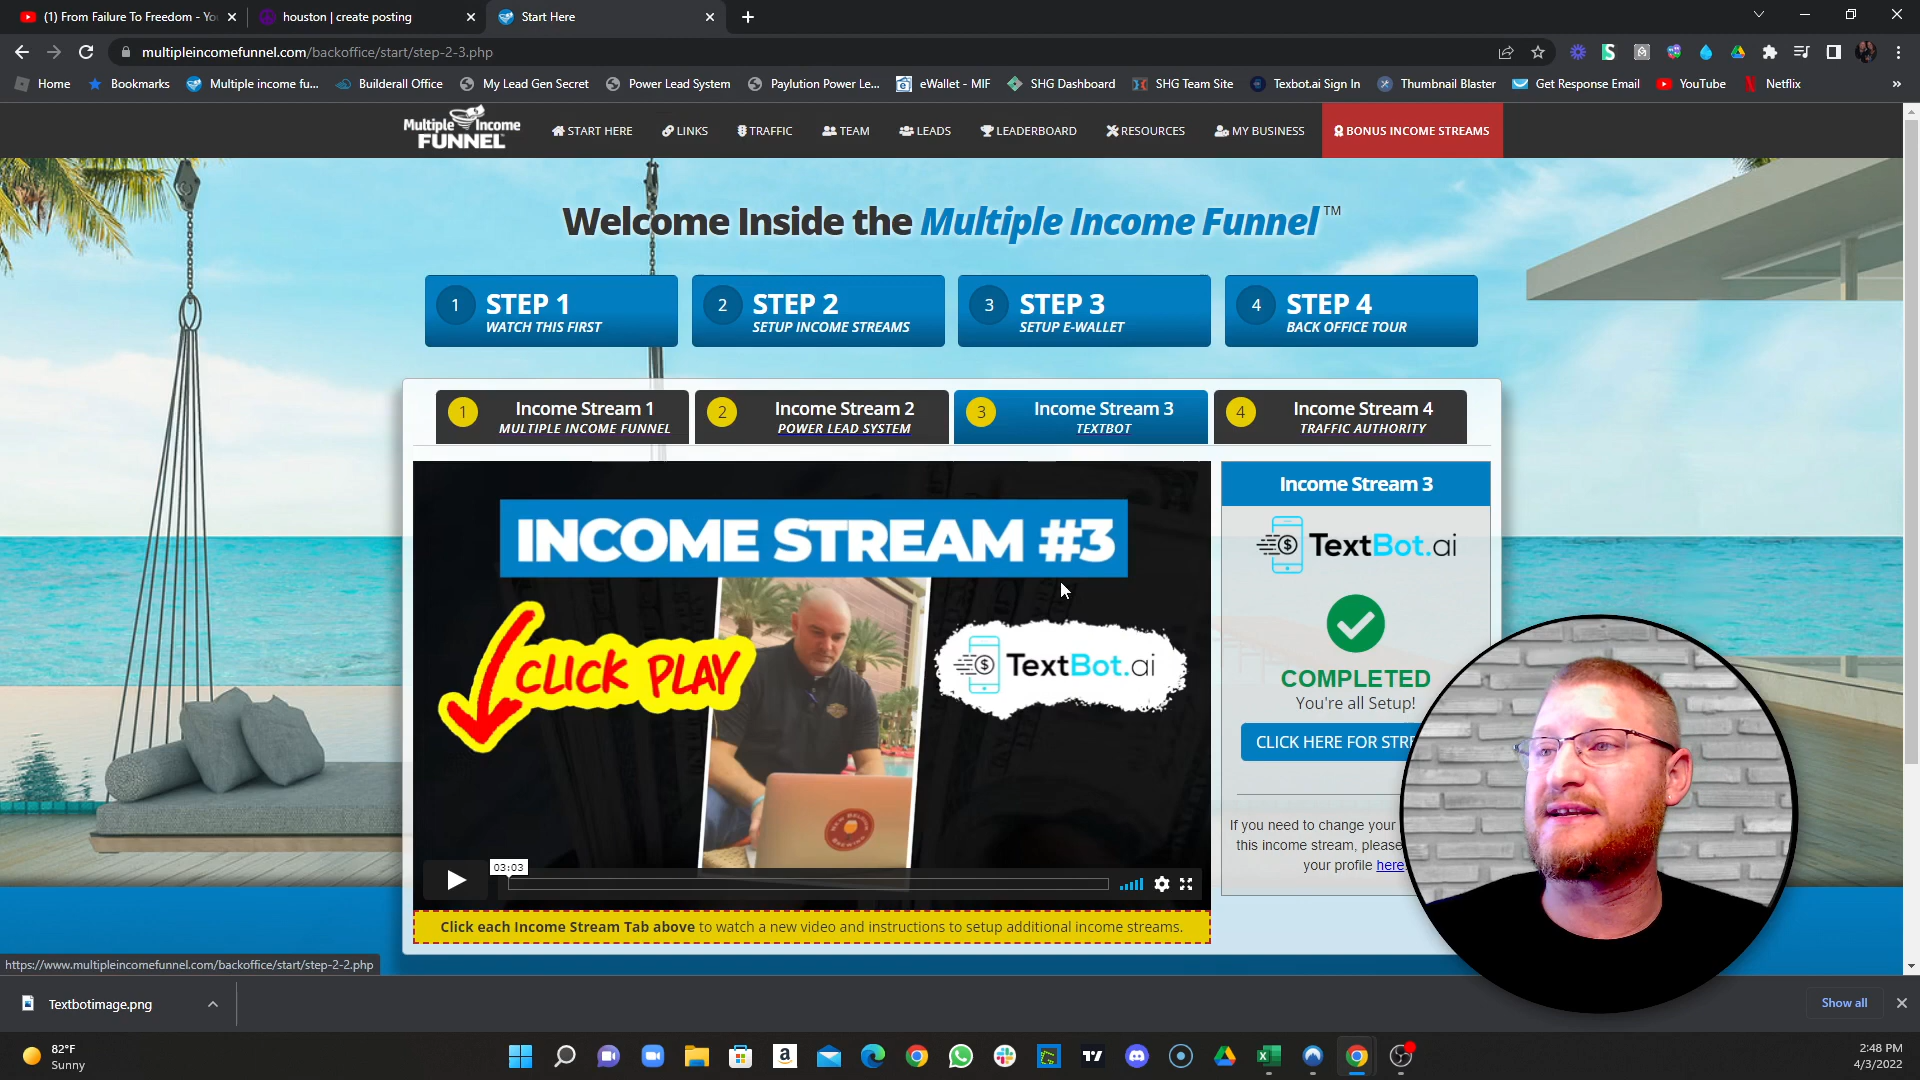 (1) From Failure To Freedom - Yo
houston | create posting
Start Here
multipleincomefunnel.com/backoffice/start/step-2-3.php
Home
Bookmarks
Multiple income fu...
Builderall Office
My Lead Gen Secret
Power Lead System
Paylution Power Le...
eWallet - MIF
SHG Dashboard
SHG Team Site
Texbot.ai Sign In
Thumbnail Blaster
Get Response Email
YouTube
Netflix
»
Multiple Income
FUNNEL
START HERE
LINKS
TRAFFIC
TEAM
LEADS
LEADERBOARD
RESOURCES
MY BUSINESS
BONUS INCOME STREAMS
Welcome Inside the Multiple Income Funnel™
1 STEP 1
WATCH THIS FIRST
2 STEP 2
SETUP INCOME STREAMS
3 STEP 3
SETUP E-WALLET
4 STEP 4
BACK OFFICE TOUR
1 Income Stream 1
MULTIPLE INCOME FUNNEL
2 Income Stream 2
POWER LEAD SYSTEM
3 Income Stream 3
TEXTBOT
4 Income Stream 4
TRAFFIC AUTHORITY
INCOME STREAM #3
CLICK PLAY
TextBot.ai
03:03
Click each Income Stream Tab above to watch a new video and instructions to setup additional income streams.
Income Stream 3
TextBot.ai
COMPLETED
You're all Setup!
CLICK HERE FOR STRE
If you need to change your
this income stream, please
your profile here
https://www.multipleincomefunnel.com/backoffice/start/step-2-2.php
Textbotimage.png
Show all
82°F
Sunny
2:48 PM
4/3/2022